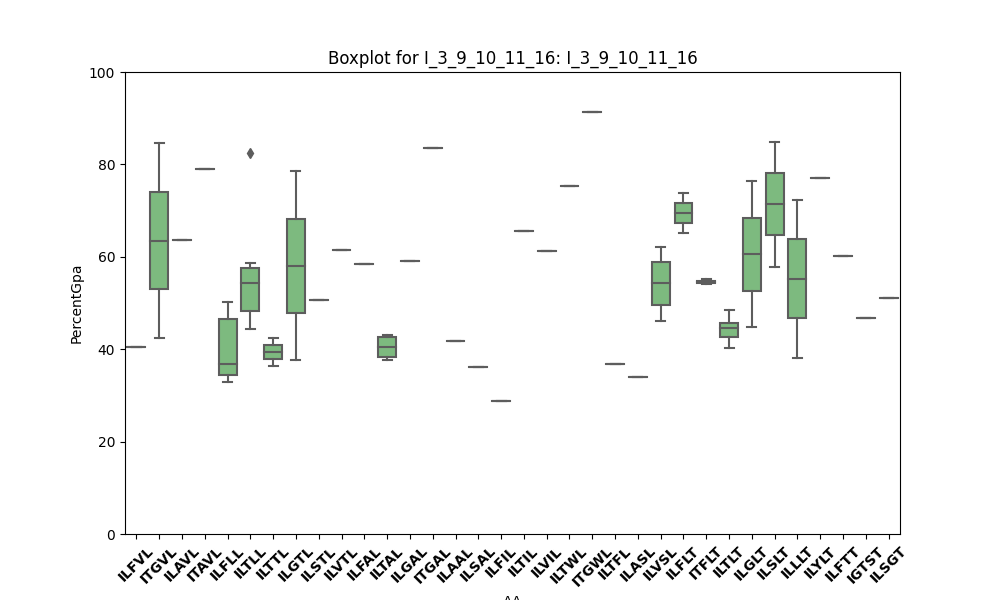 Boxplot for I_3_9_10_11_16: I_3_9_10_11_16
100
80
60
40
20
0
PercentGpa
ILFVL ITGVL ILAVL ITAVL ILFLL ILTLL ILTTL ILGTL ILSTL ILVTL ILFAL ILTAL ILGAL ITGAL ILAAL ILSAL ILFIL ILTIL ILVIL ILTWL ITGWL ILTFL ILASL ILVSL ILFLT ITFLT ILTLT ILGLT ILSLT ILLLT ILYLT ILFTT IGTST ILSGT
AA